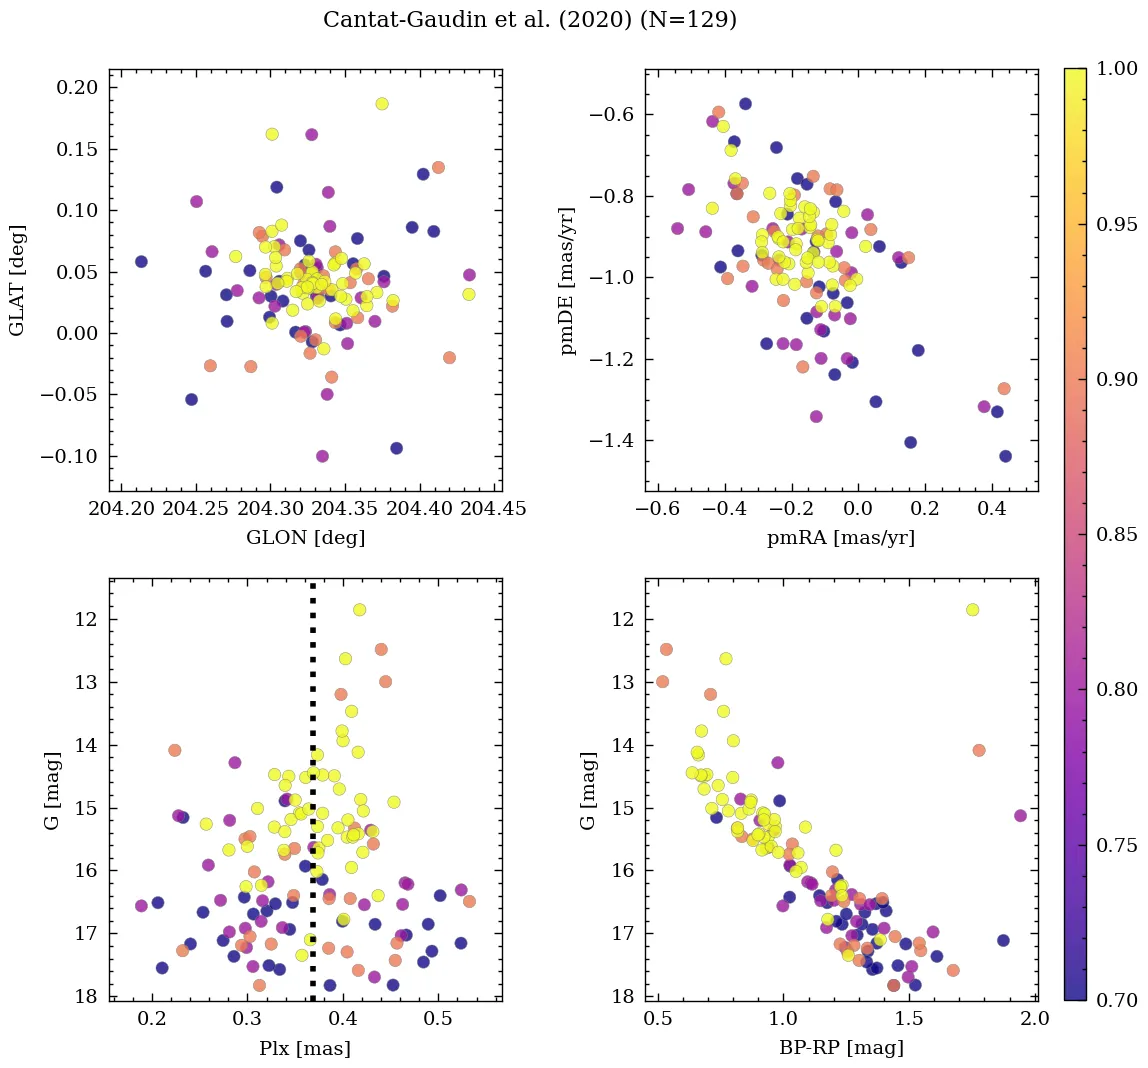 Cantat-Gaudin et al. (2020) (N=129)
0.20
0.15
0.10
0.05
0.00
−0.05
−0.10
GLAT [deg]
204.20 204.25 204.30 204.35 204.40 204.45
GLON [deg]
−0.6
−0.8
−1.0
−1.2
−1.4
pmDE [mas/yr]
−0.6 −0.4 −0.2 0.0 0.2 0.4
pmRA [mas/yr]
12
13
14
15
16
17
18
G [mag]
0.2 0.3 0.4 0.5
Plx [mas]
12
13
14
15
16
17
18
G [mag]
0.5 1.0 1.5 2.0
BP-RP [mag]
1.00
0.95
0.90
0.85
0.80
0.75
0.70